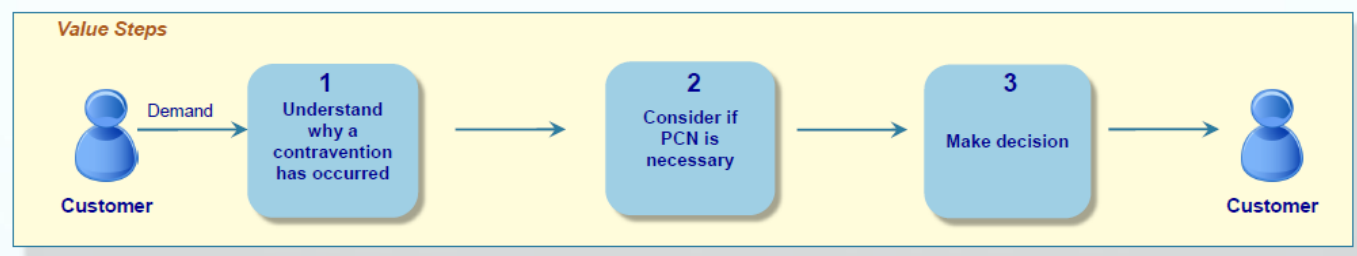 Value Steps
Demand
Customer
1
Understand
why a
contravention
has occurred
2
Consider if
PCN is
necessary
3
Make decision
Customer